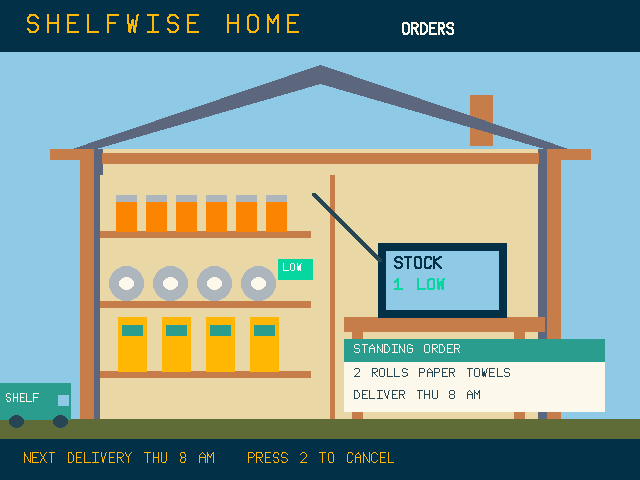 SHELFWISE HOME
ORDERS
LOW
STOCK
1 LOW
STANDING ORDER
2 ROLLS PAPER TOWELS
DELIVER THU 8 AM
SHELF
NEXT DELIVERY THU 8 AM
PRESS 2 TO CANCEL